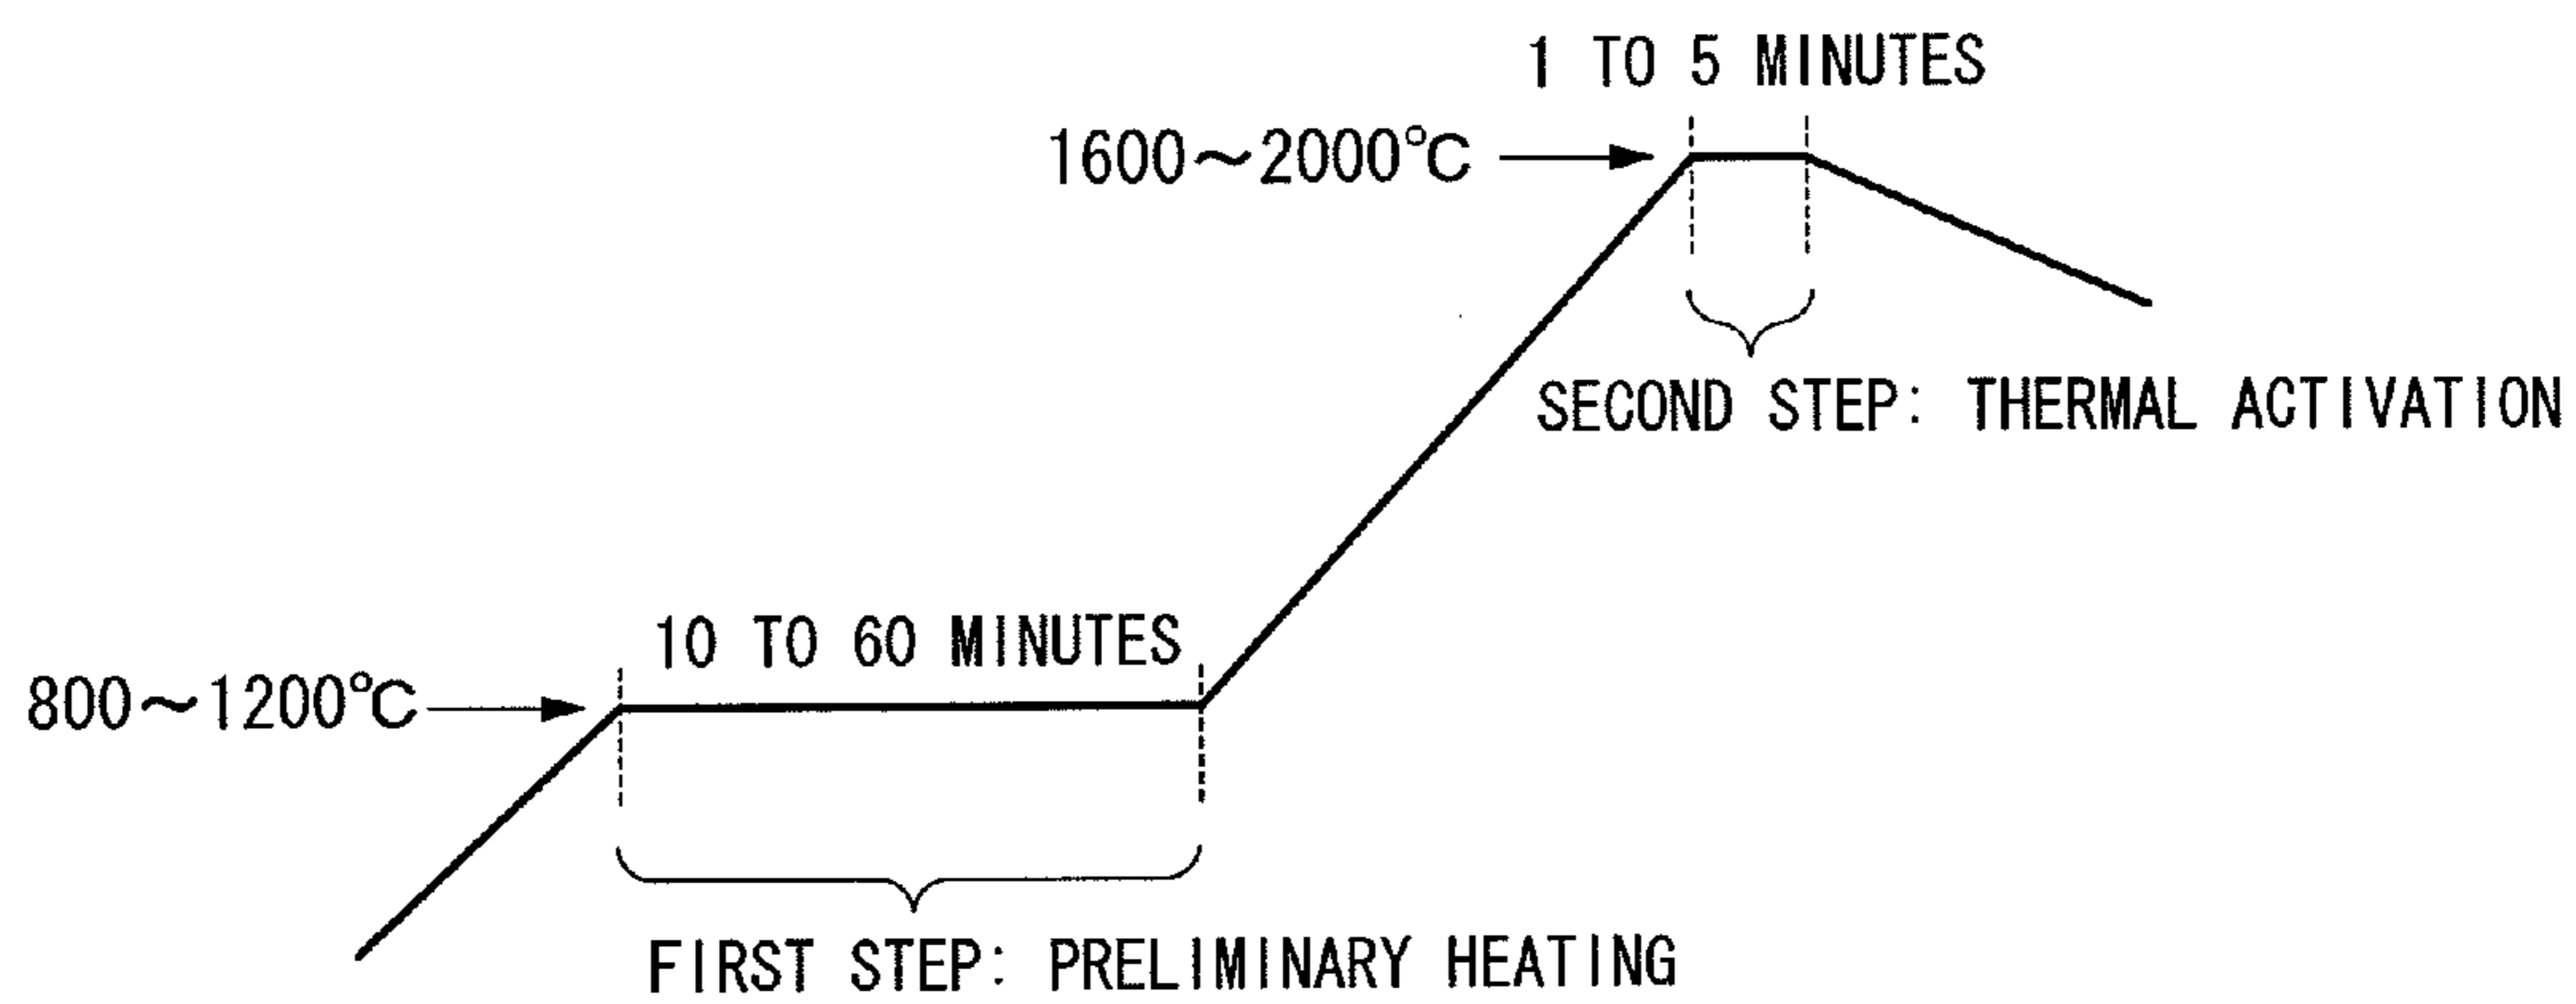 1 TO 5 MINUTES
1600~2000℃
SECOND STEP: THERMAL ACTIVATION
10 TO 60 MINUTES
800~1200℃
FIRST STEP: PRELIMINARY HEATING